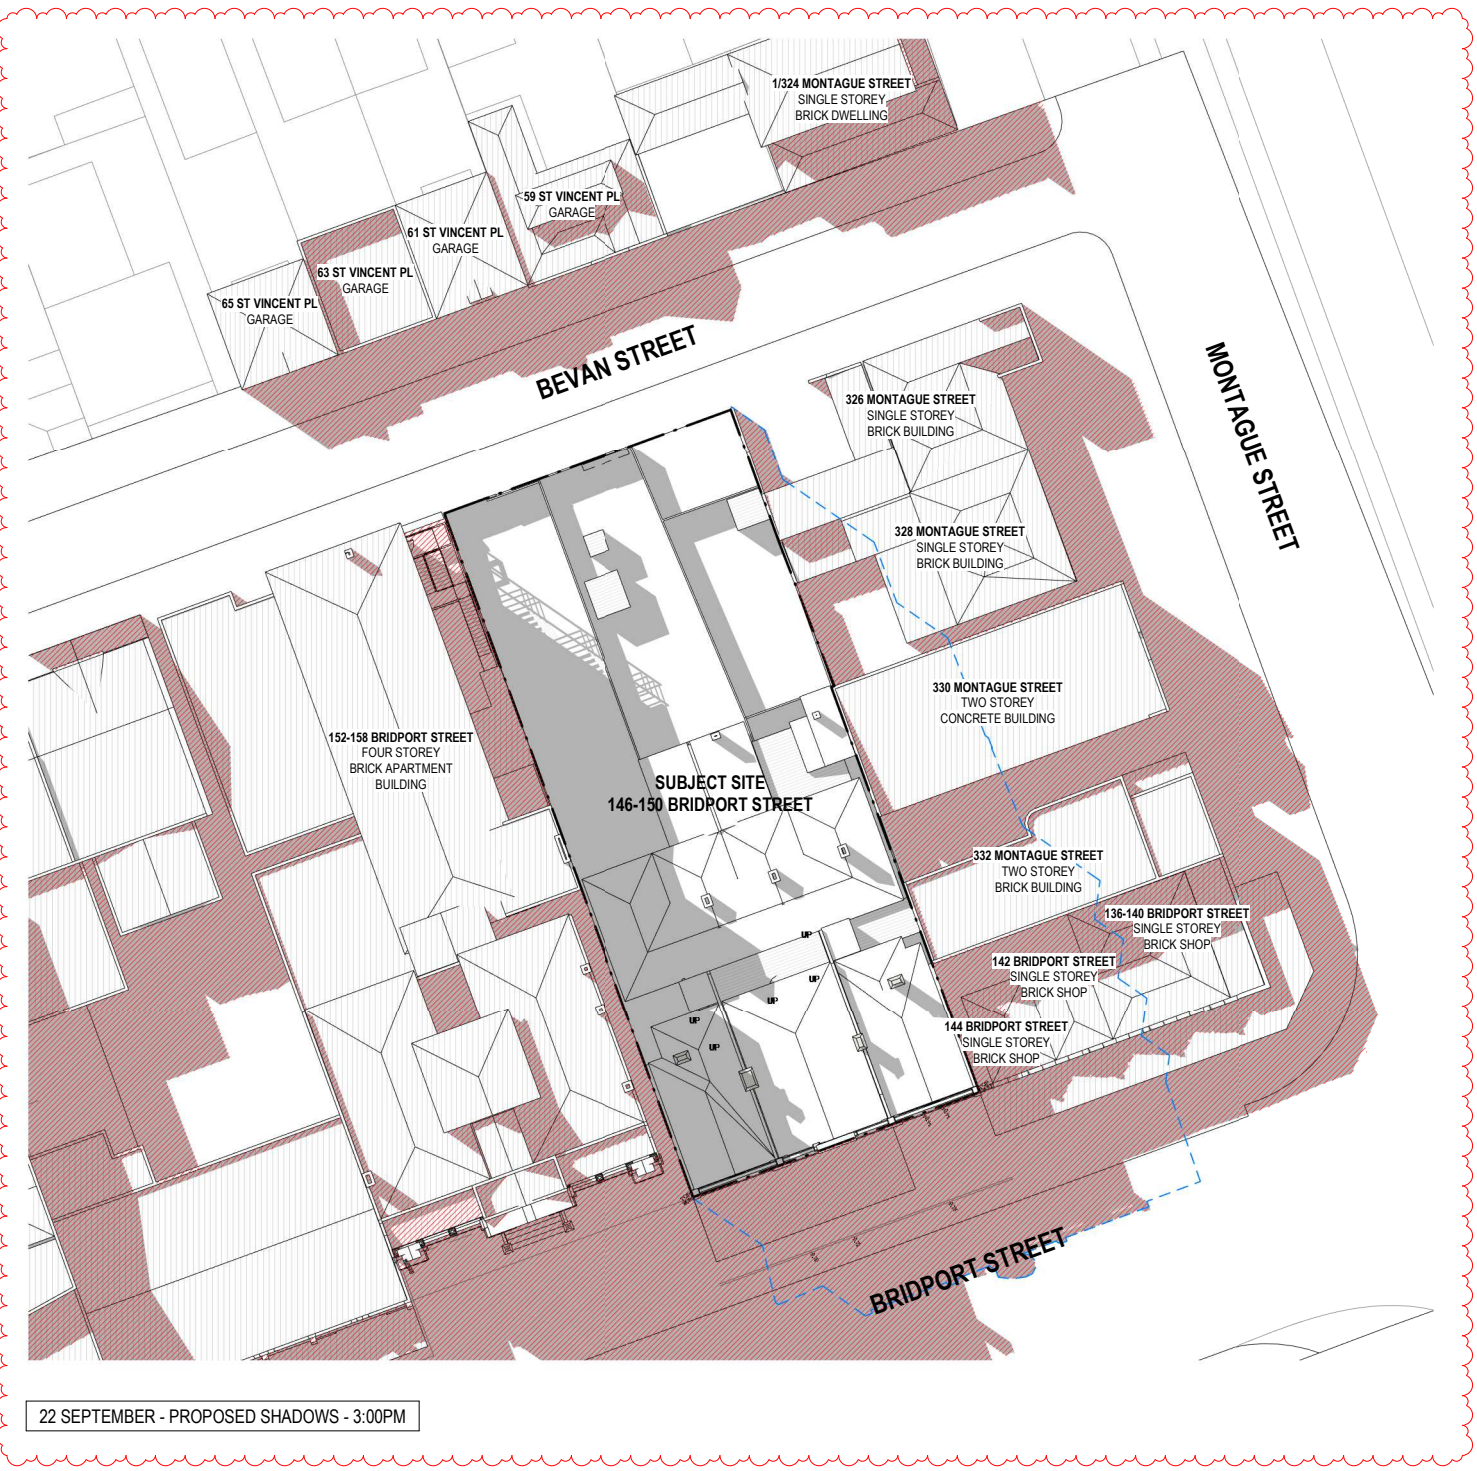 1/324 MONTAGUE STREET
SINGLE STOREY
BRICK DWELLING
59 ST VINCENT PL
GARAGE
61 ST VINCENT PL
GARAGE
63 ST VINCENT PL
GARAGE
65 ST VINCENT PL
GARAGE
BEVAN STREET
MONTAGUE STREET
326 MONTAGUE STREET
SINGLE STOREY
BRICK BUILDING
328 MONTAGUE STREET
SINGLE STOREY
BRICK BUILDING
330 MONTAGUE STREET
TWO STOREY
CONCRETE BUILDING
152-158 BRIDPORT STREET
FOUR STOREY
BRICK APARTMENT
BUILDING
SUBJECT SITE
146-150 BRIDPORT STREET
332 MONTAGUE STREET
TWO STOREY
BRICK BUILDING
136-140 BRIDPORT STREET
SINGLE STOREY
BRICK SHOP
142 BRIDPORT STREET
SINGLE STOREY
BRICK SHOP
144 BRIDPORT STREET
SINGLE STOREY
BRICK SHOP
UP
UP
UP
UP
UP
BRIDPORT STREET
22 SEPTEMBER - PROPOSED SHADOWS - 3:00PM